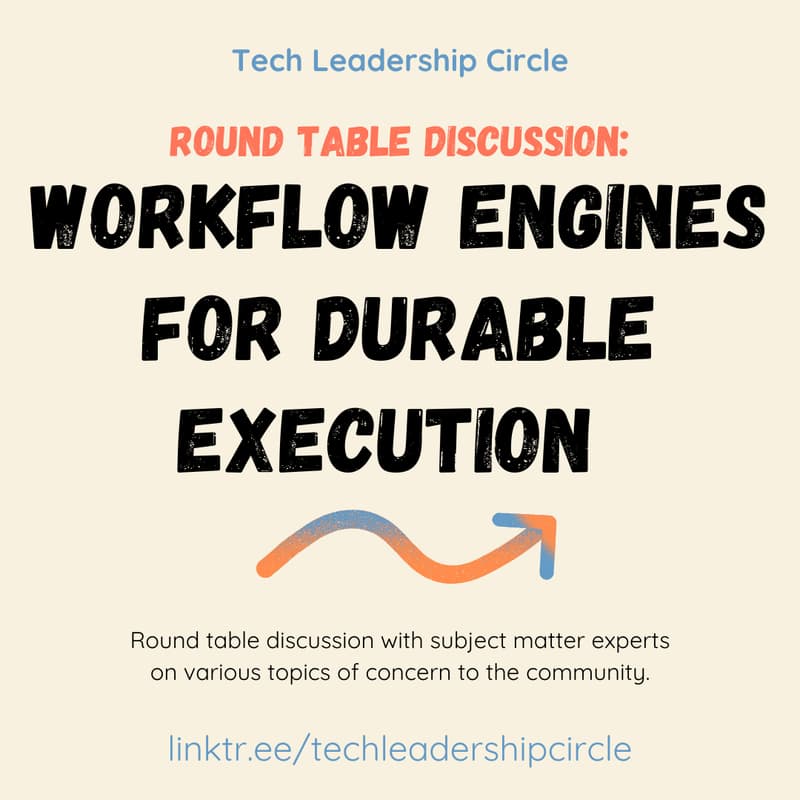 Tech Leadership Circle
ROUND TABLE DISCUSSION:
WORKFLOW ENGINES
FOR DURABLE
EXECUTION
Round table discussion with subject matter experts
on various topics of concern to the community.
linktr.ee/techleadershipcircle